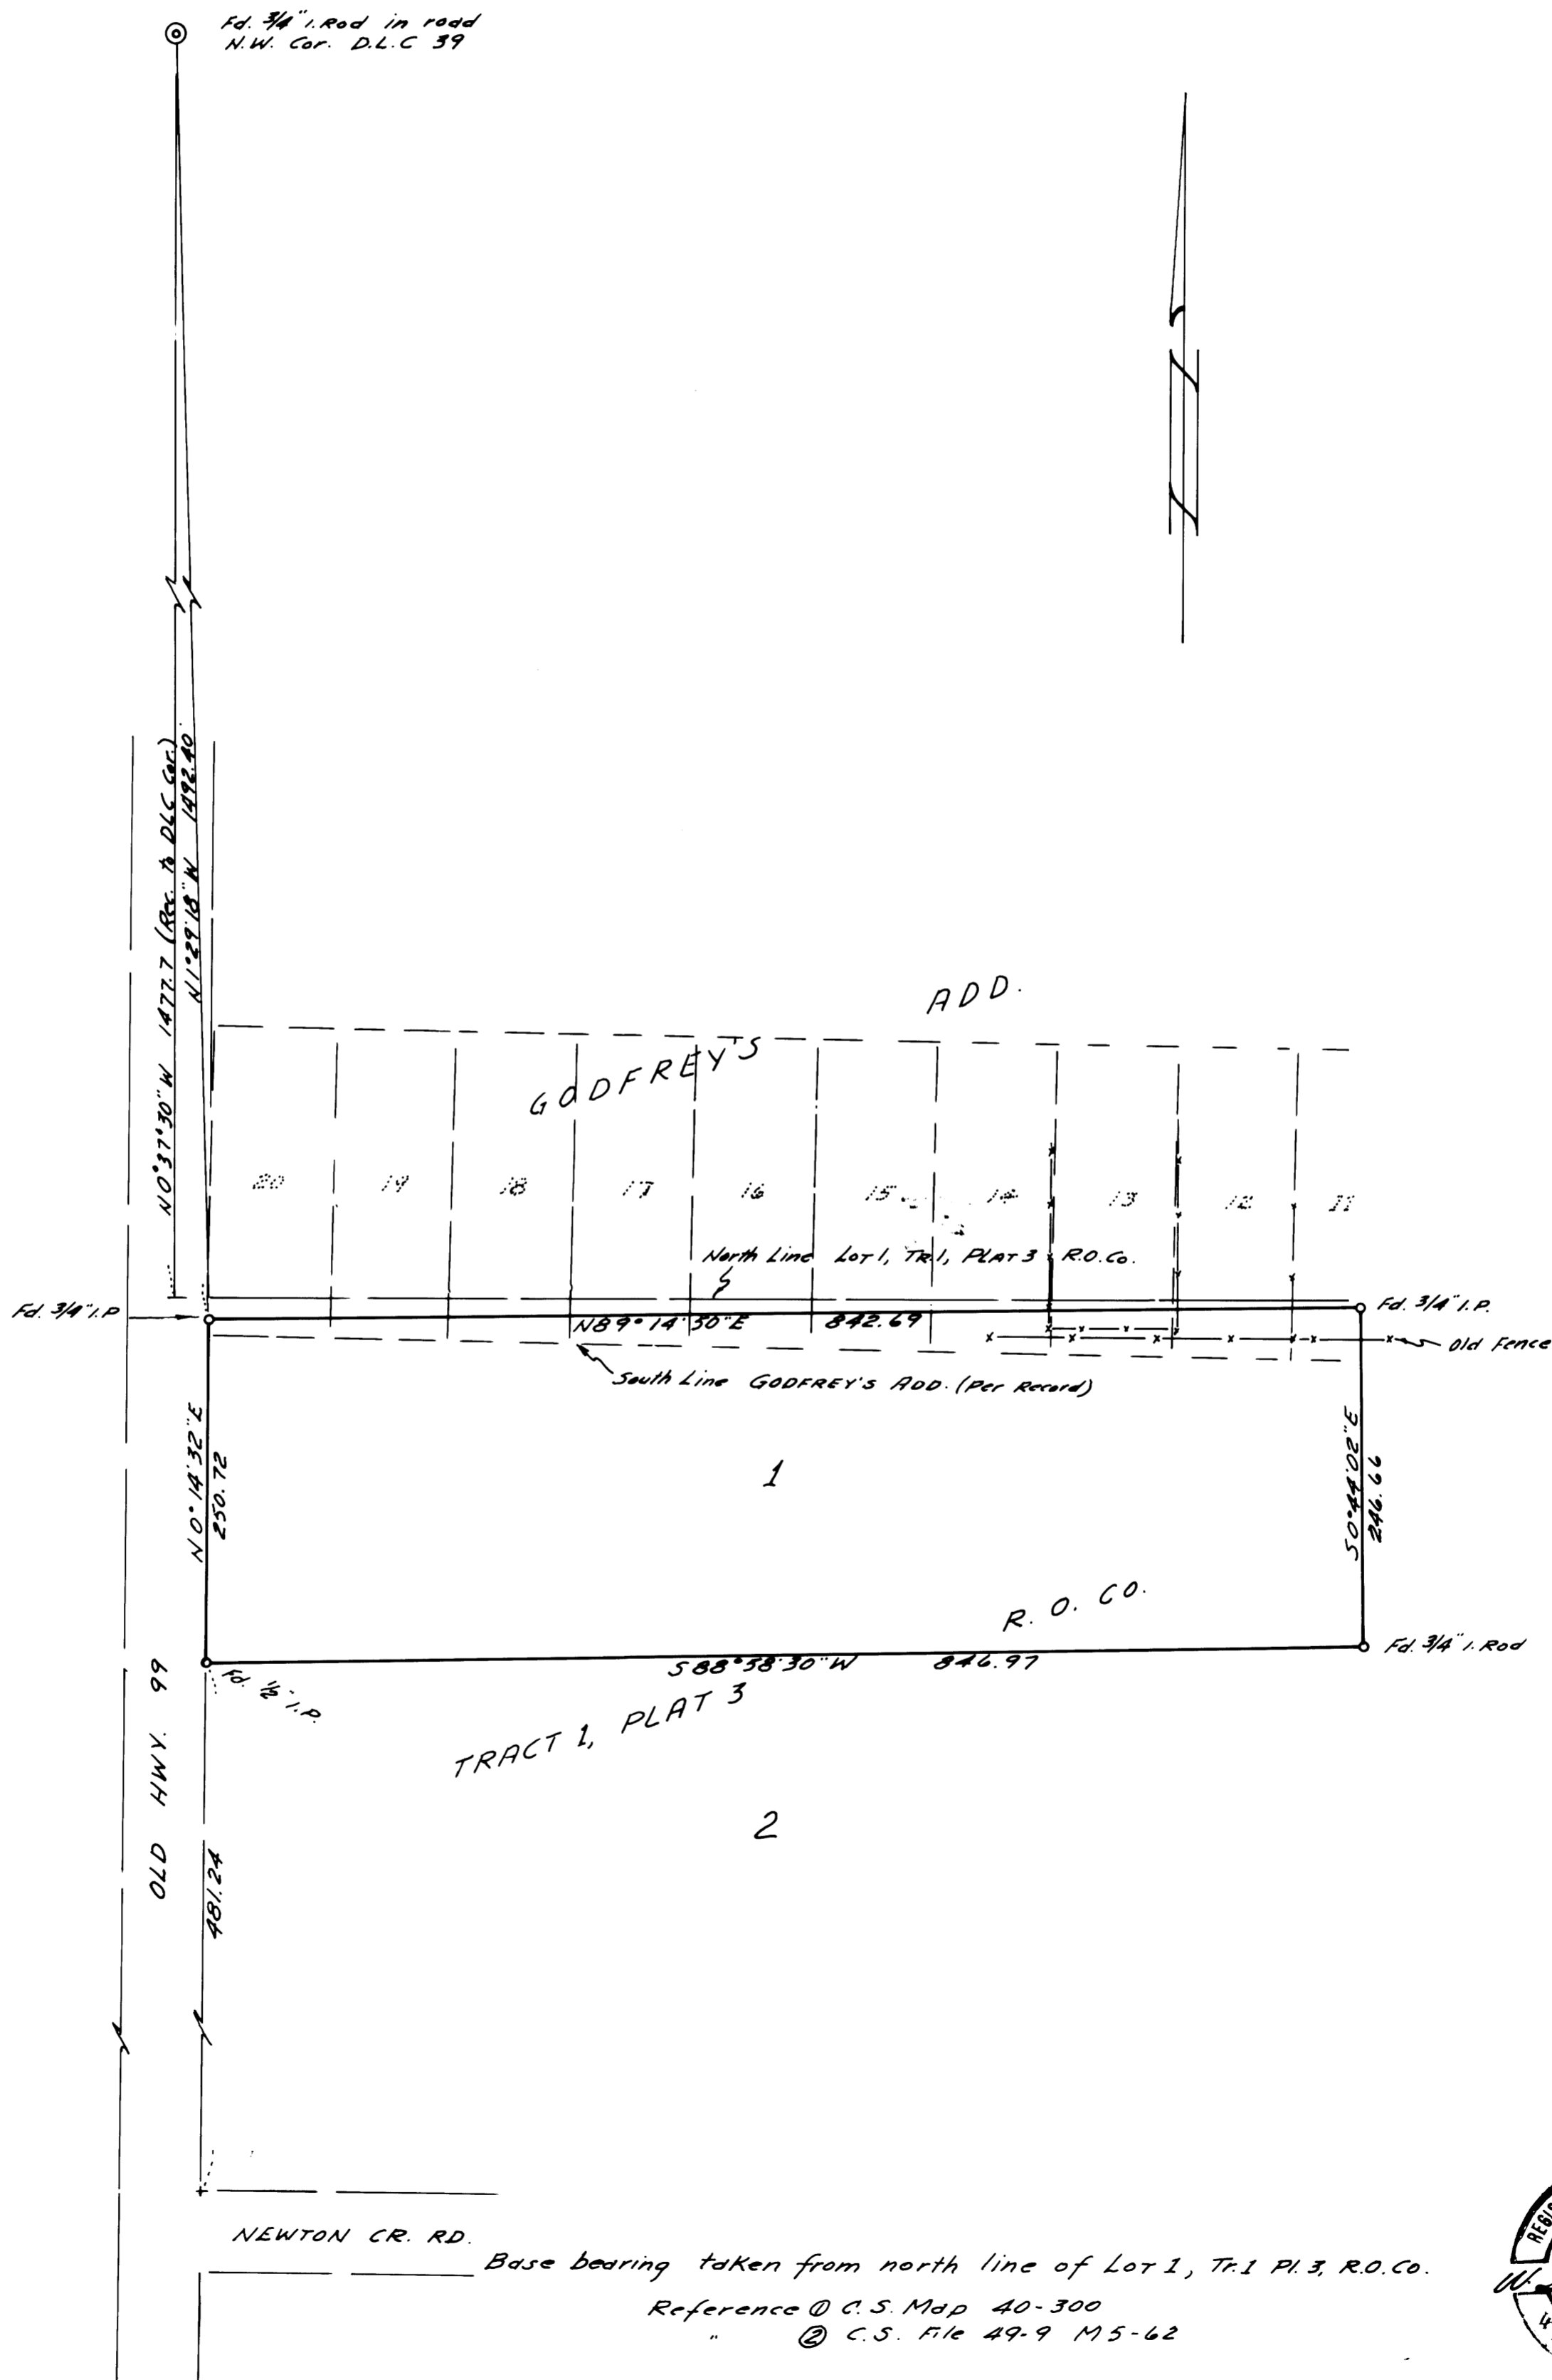 Fd. 3/4" I. Rod in road
N.W. Cor. D.L.C 39
N0°37'30"W 1477.7 (Rec. to DLC Cor.)
N1°29'18"W 1492.40'
ADD.
GODFREY'S
20 19 18 17 16 15 14 13 12 11
North Line Lot 1, TR.1, PLAT 3 R.O.Co.
Fd. 3/4" I.P
Fd. 3/4" I.P.
N89°14'30"E 842.69
Old Fence
South Line GODFREY'S ADD. (Per Record)
N0°14'32"E
250.72
1
S0°44'02"E
246.66
R. O. CO.
Fd. 3/4" I. Rod
S88°58'30"W 846.97
Fd. I.P.
TRACT 1, PLAT 3
OLD HWY. 99
2
481.24
NEWTON CR. RD.
Base bearing taken from north line of Lot 1, Tr.1 Pl.3, R.O.Co.
Reference ① C.S. Map 40-300
" ② C.S. File 49-9 M5-62